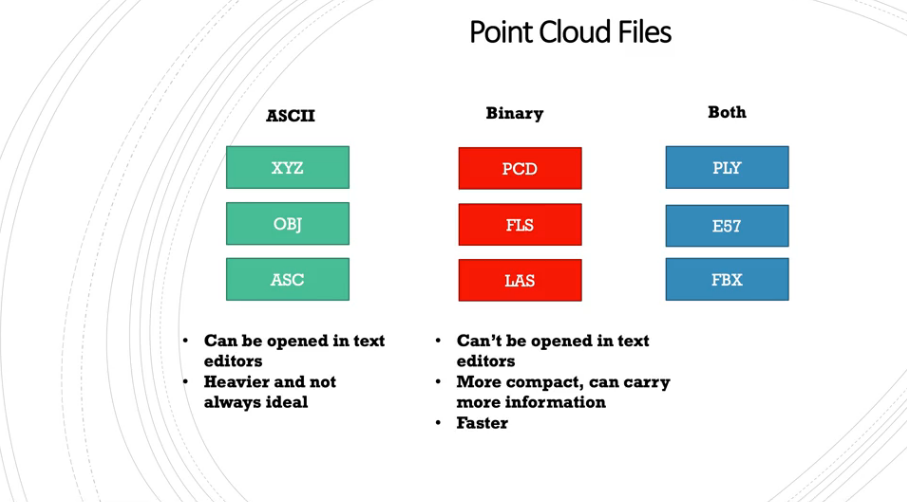 Point Cloud Files
ASCII
XYZ
OBJ
ASC
• Can be opened in text
editors
• Heavier and not
always ideal
Binary
PCD
FLS
LAS
• Can't be opened in text
editors
• More compact, can carry
more information
• Faster
Both
PLY
E57
FBX